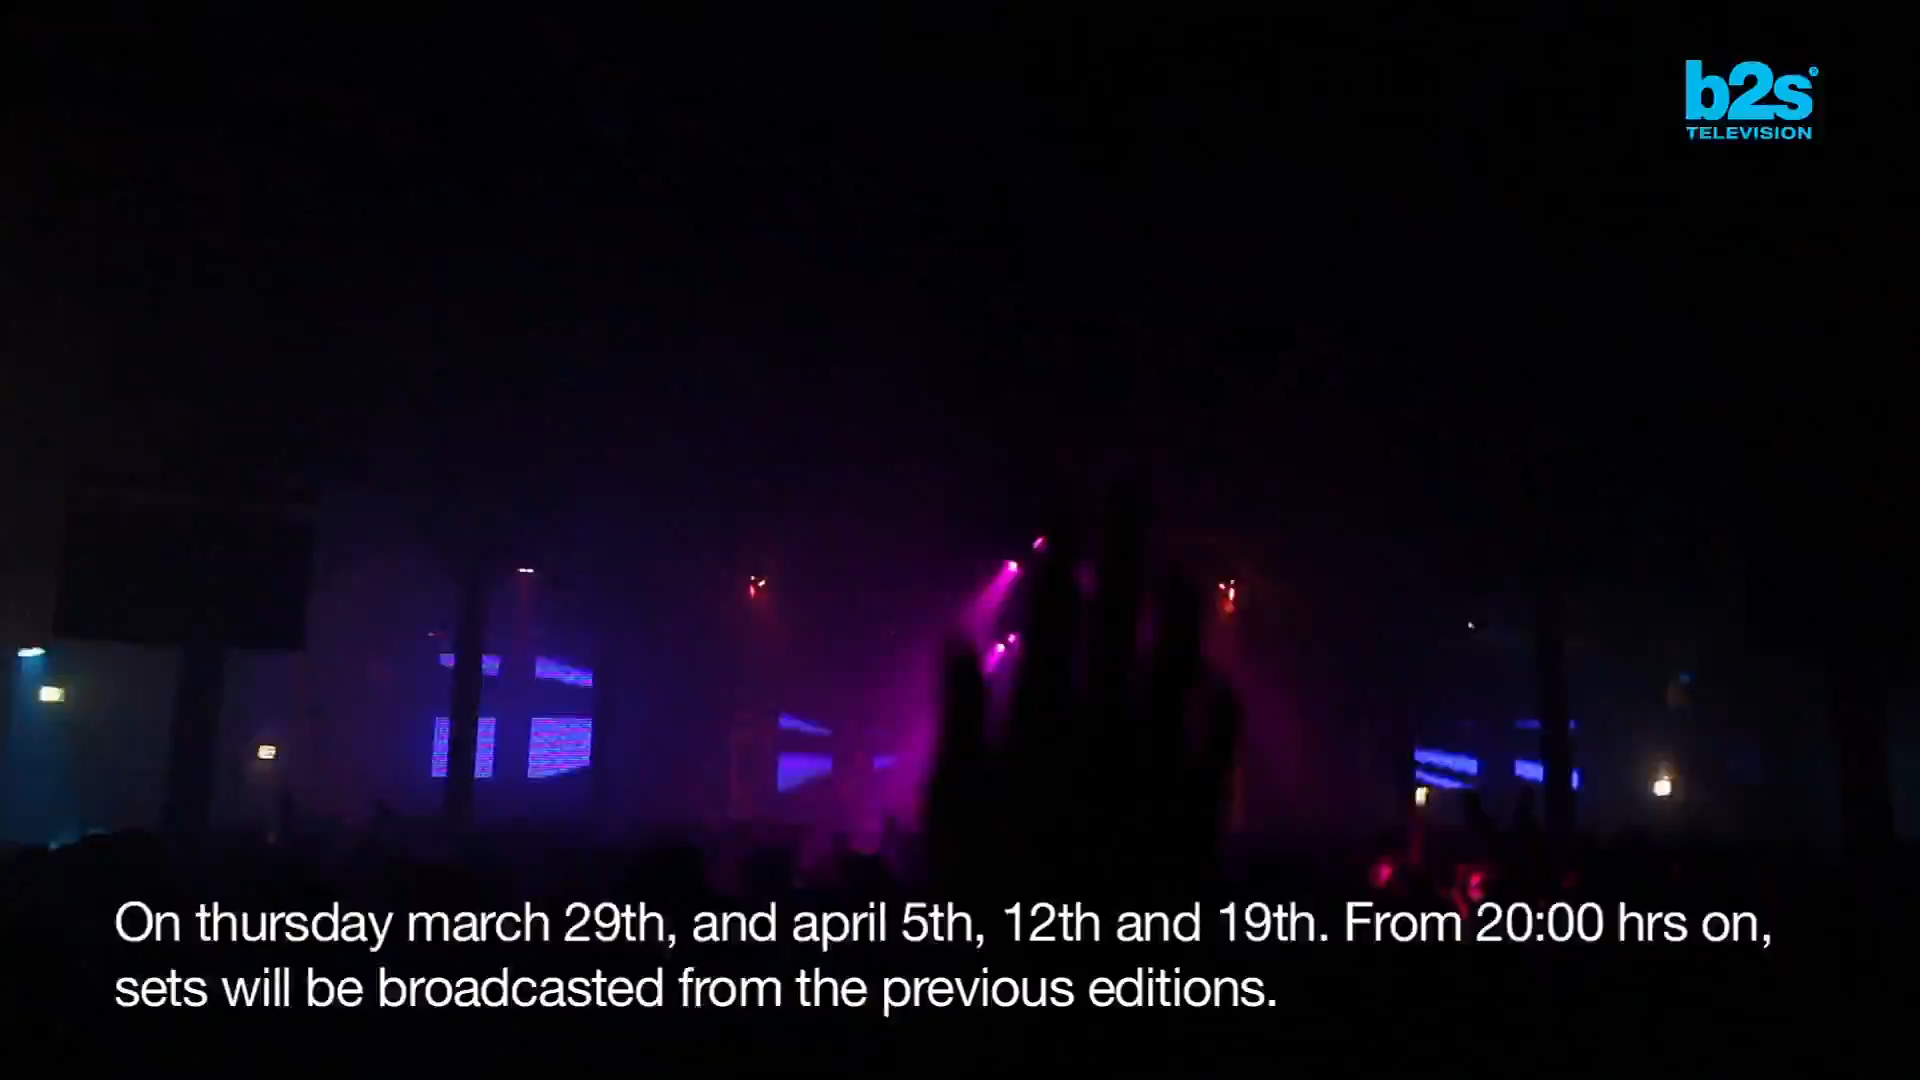 b2s
TELEVISION
On thursday march 29th, and april 5th, 12th and 19th. From 20:00 hrs on,
sets will be broadcasted from the previous editions.